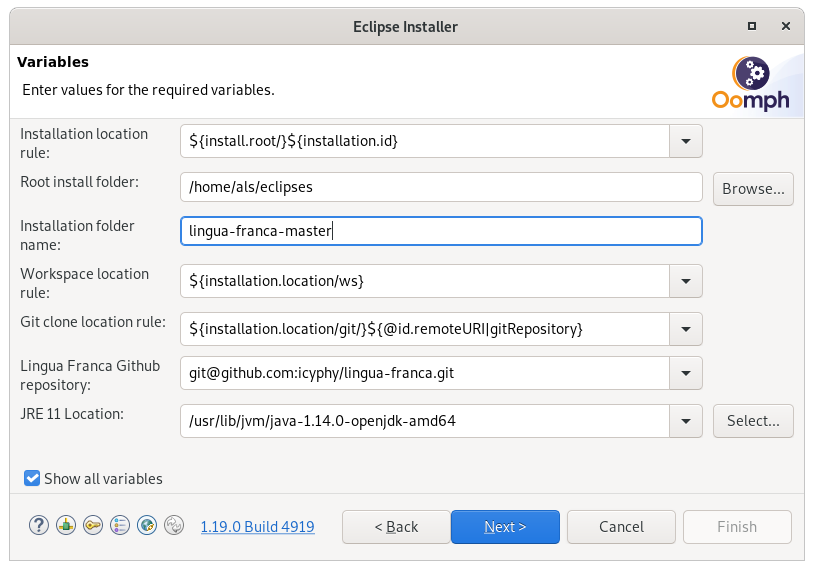 Eclipse Installer
Variables
Enter values for the required variables.
Oomph
Installation location
rule:
${install.root/}${installation.id}
Root install folder:
/home/als/eclipses
Browse...
Installation folder
name:
lingua-franca-master
Workspace location
rule:
${installation.location/ws}
Git clone location rule:
${installation.location/git/}${@id.remoteURI|gitRepository}
Lingua Franca Github
repository:
git@github.com:icyphy/lingua-franca.git
JRE 11 Location:
/usr/lib/jvm/java-1.14.0-openjdk-amd64
Select...
Show all variables
?
1.19.0 Build 4919
< Back
Next >
Cancel
Finish